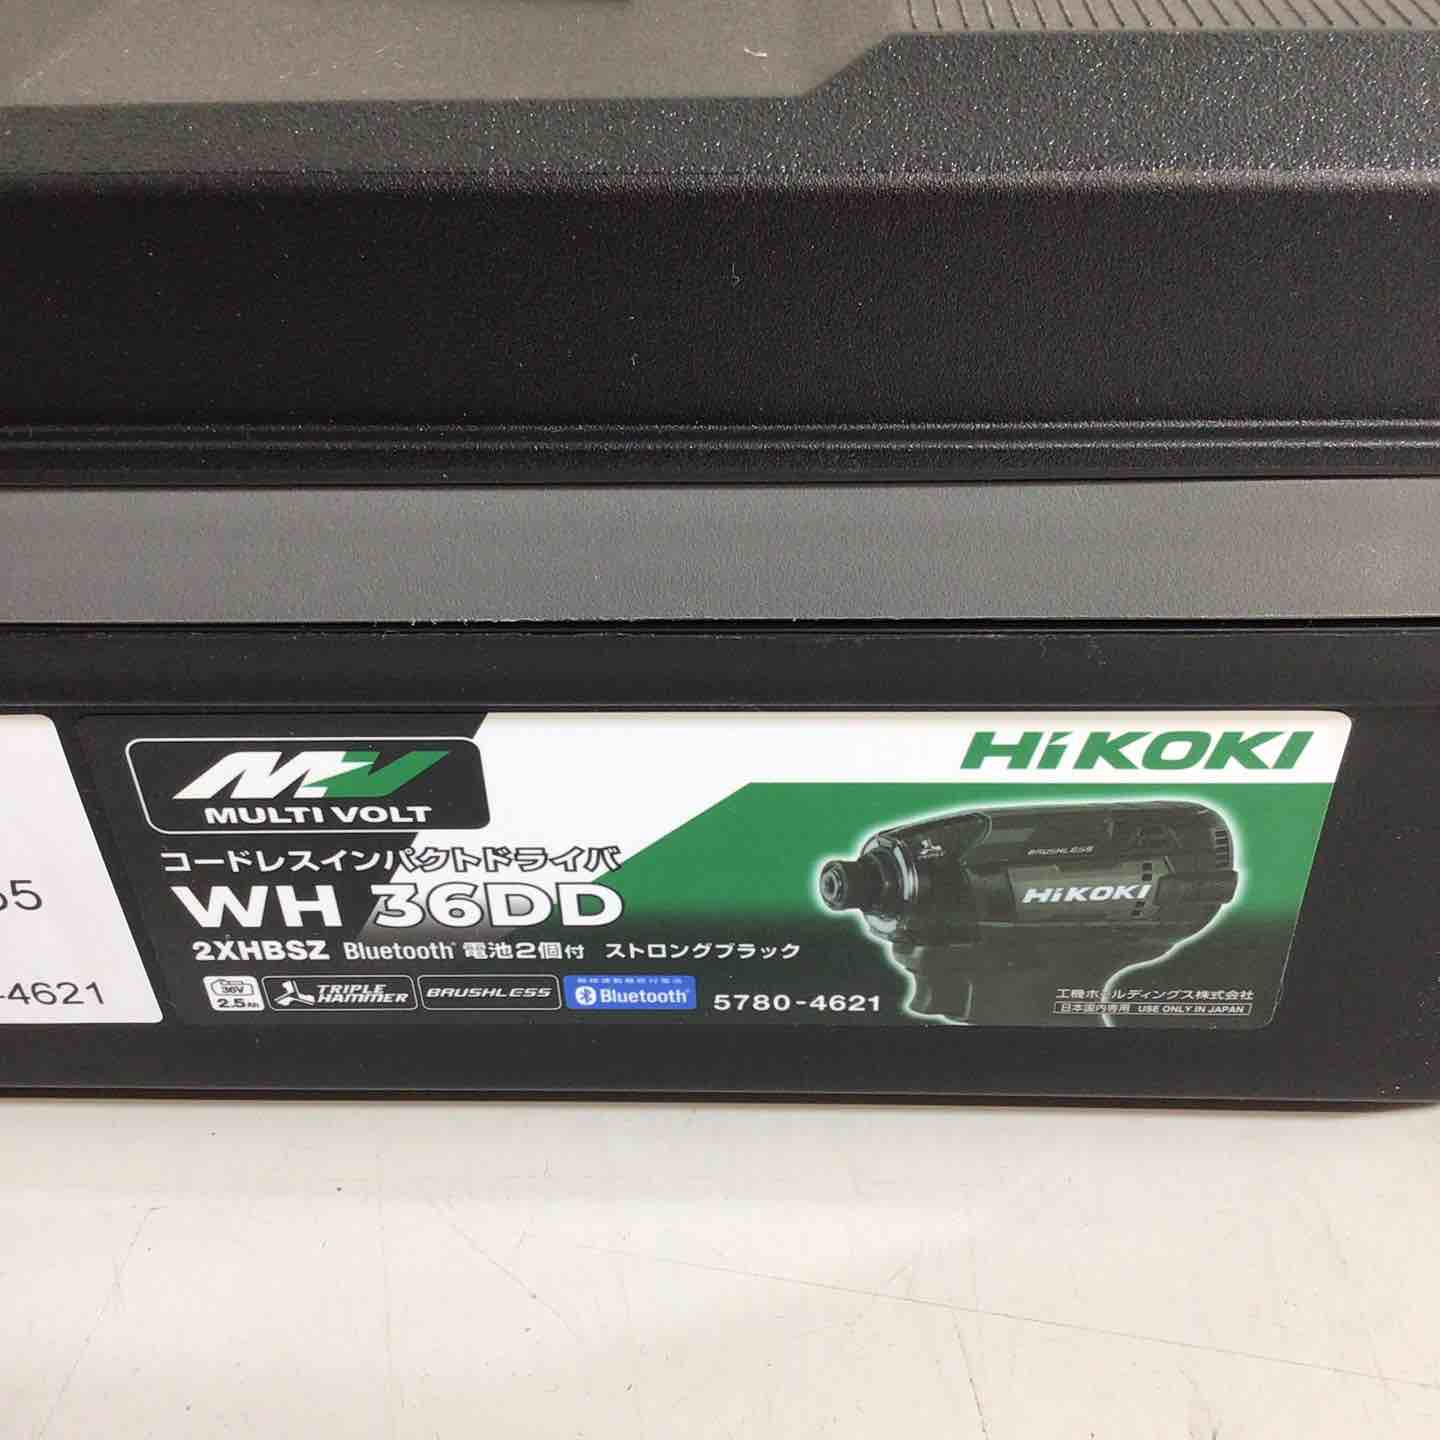 55
-4621
MULTI VOLT
HiKOKI
コードレスインパクトドライバ
WH 36DD
2XHBSZ Bluetooth 電池2個付 ストロングブラック
36V 2.5Ah
TRIPLE HAMMER
BRUSHLESS
Bluetooth
5780-4621
BRUSHLESS
HiKOKI
工機ホールディングス株式会社
日本国内専用 USE ONLY IN JAPAN